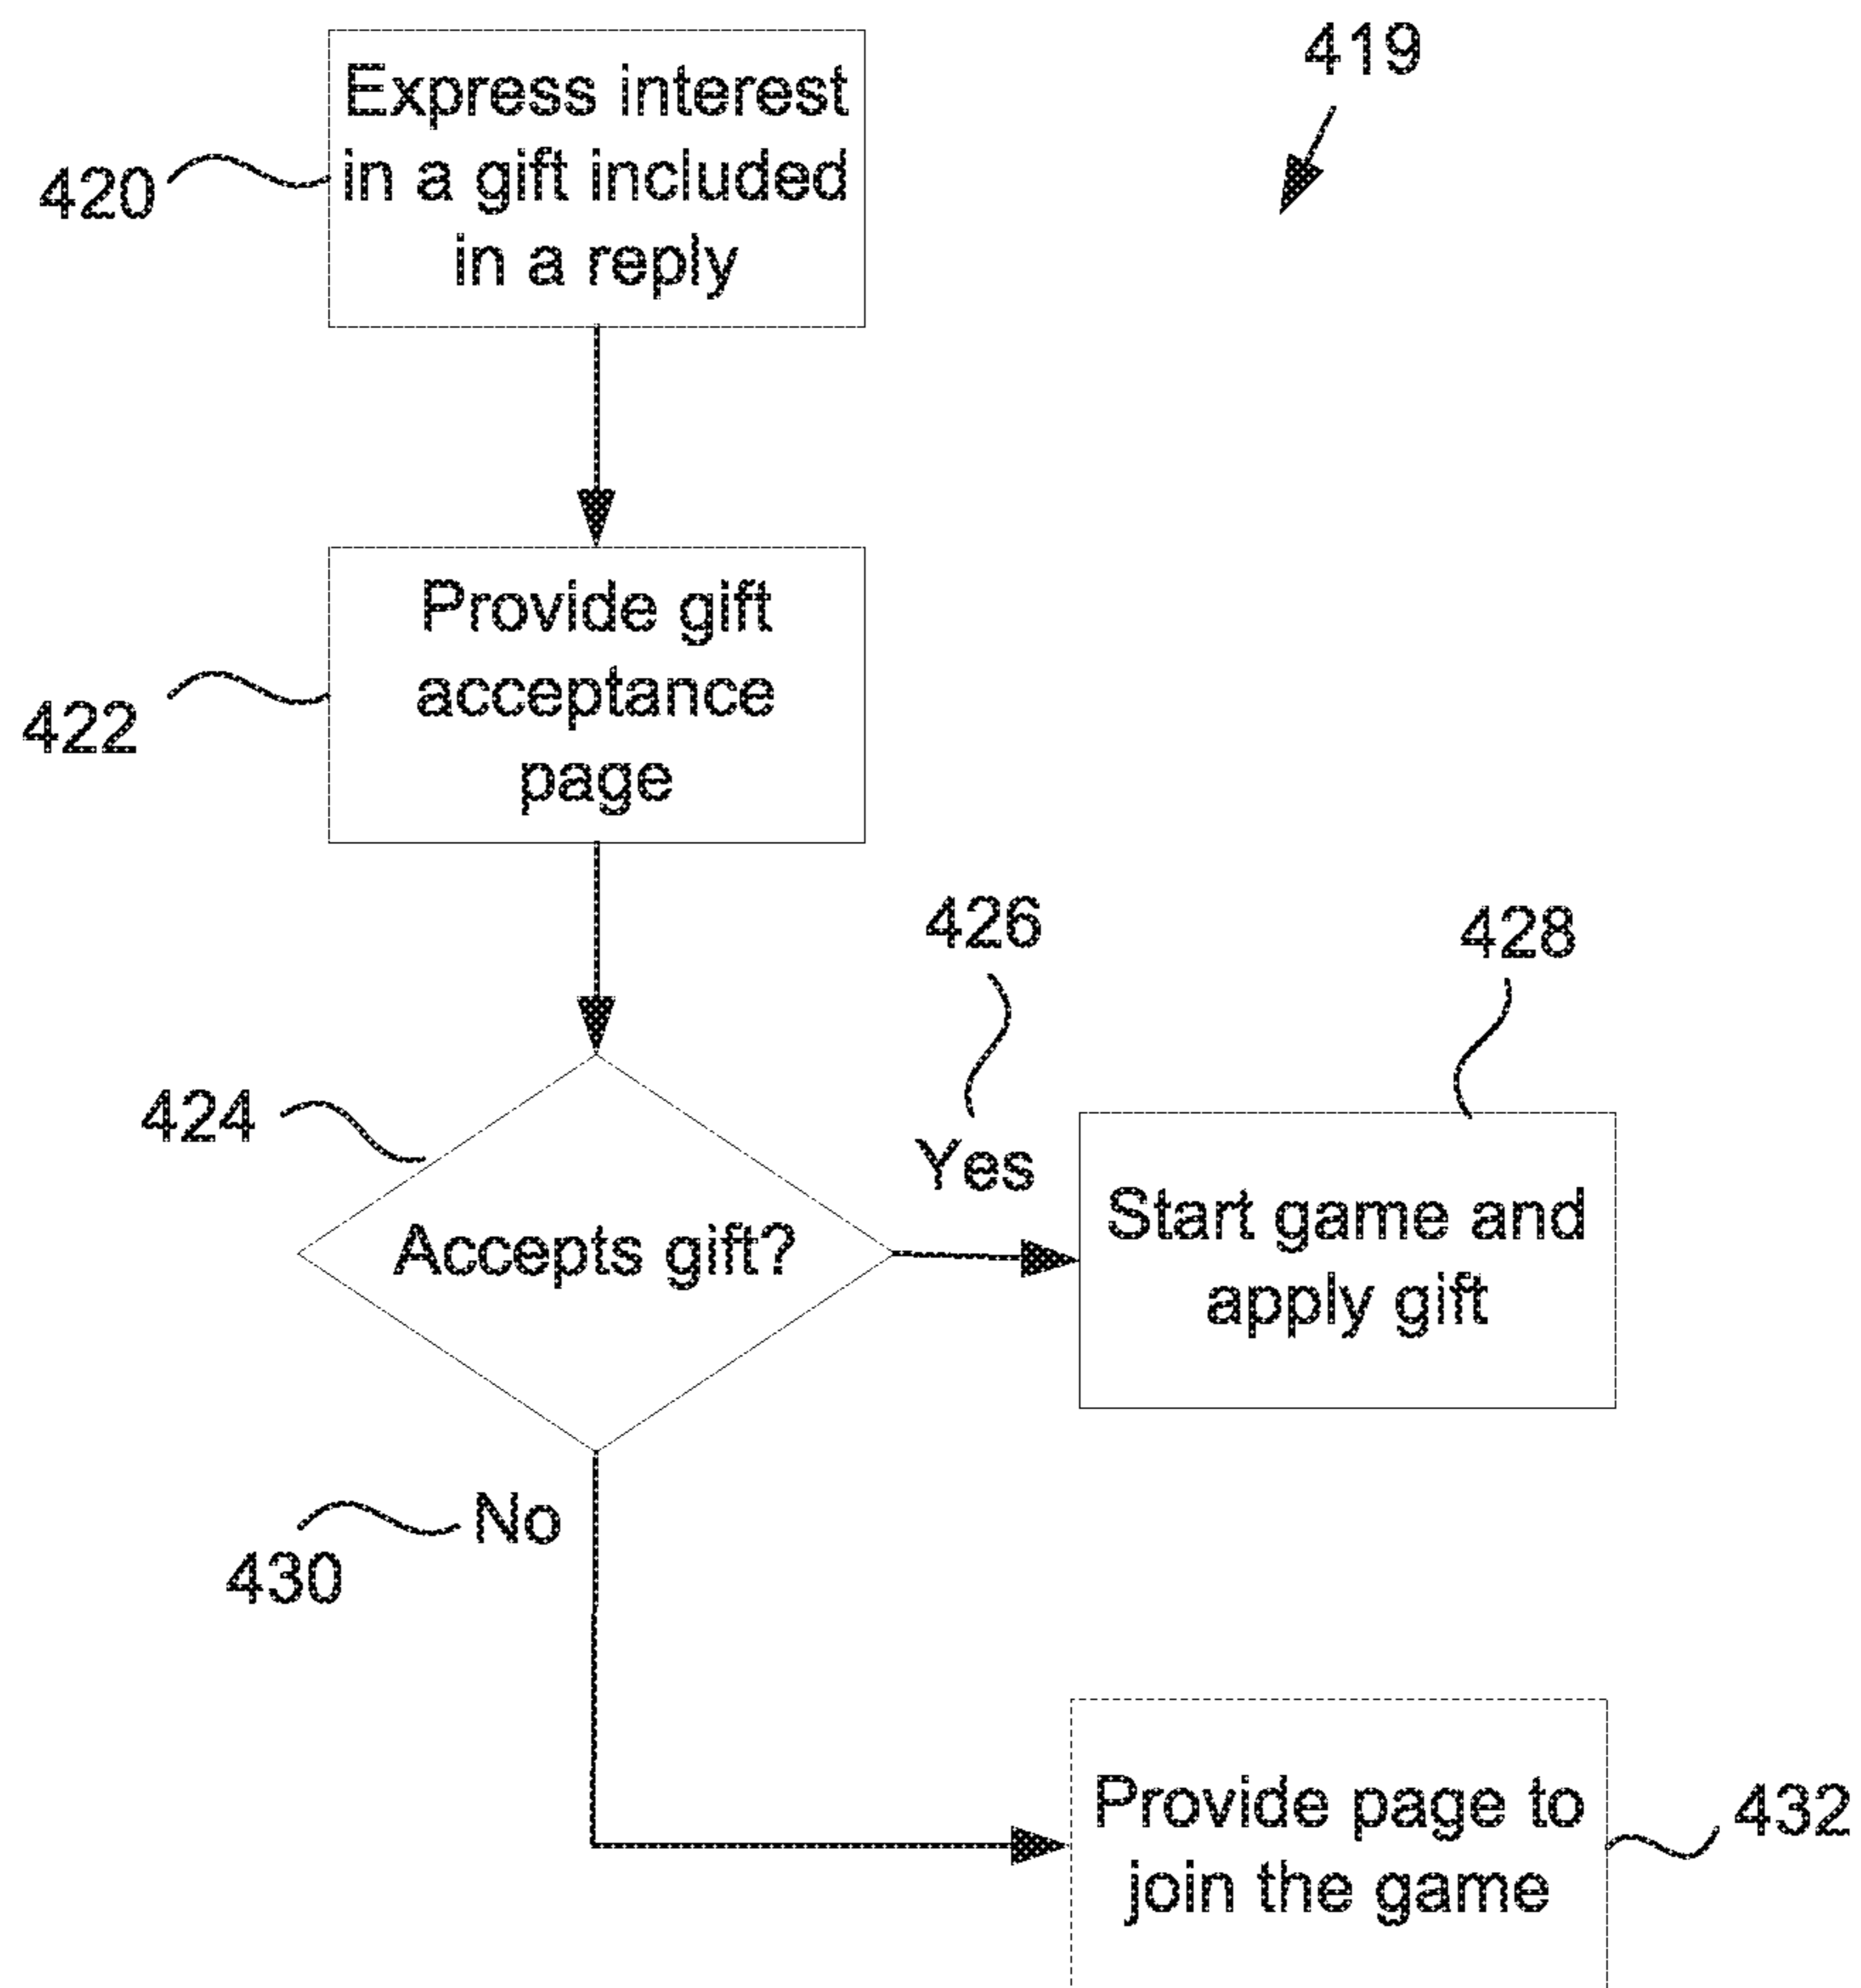 419
Express interest
in a gift included
in a reply
420
Provide gift
acceptance
page
422
426
428
424
Yes
Accepts gift?
Start game and
apply gift
No
430
Provide page to
join the game
432